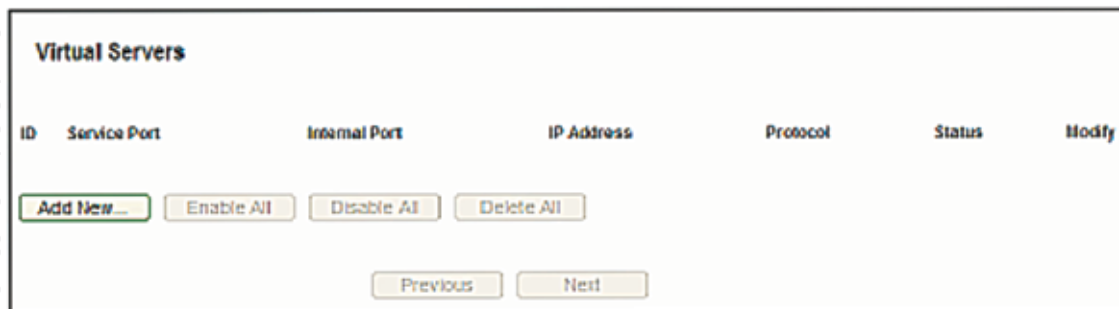 Virtual Servers
ID Service Port Internal Port IP Address Protocol Status Modify
Add New... Enable All Disable All Delete All
Previous Next